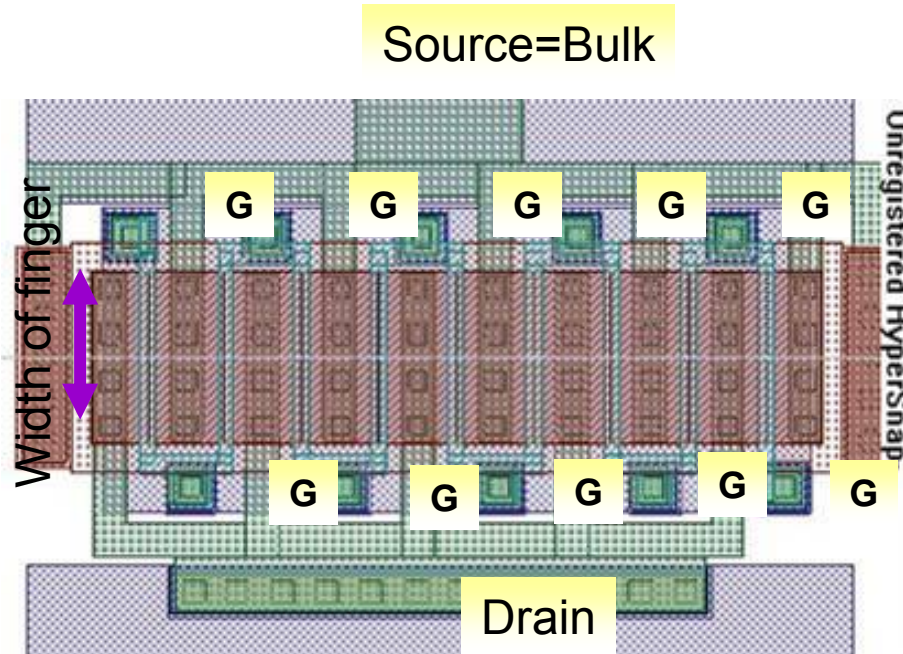 Source=Bulk
Unregistered HyperSnap
Width of finger
G G G G G
G G G G G
Drain